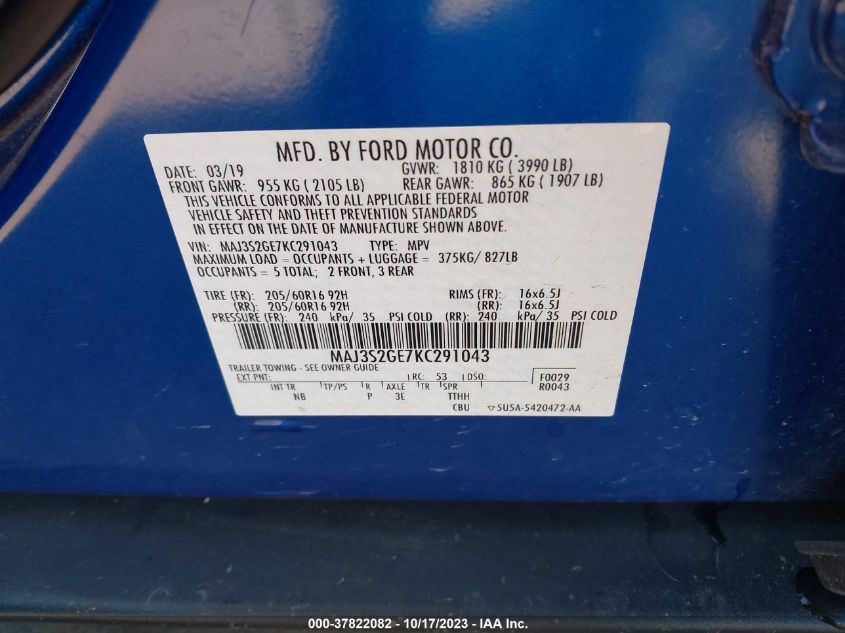 MFD. BY FORD MOTOR CO.
DATE: 03/19 GVWR: 1810 KG ( 3990 LB)
FRONT GAWR: 955 KG ( 2105 LB) REAR GAWR: 865 KG ( 1907 LB)
THIS VEHICLE CONFORMS TO ALL APPLICABLE FEDERAL MOTOR
VEHICLE SAFETY AND THEFT PREVENTION STANDARDS
IN EFFECT ON THE DATE OF MANUFACTURE SHOWN ABOVE.
VIN: MAJ3S2GE7KC291043 TYPE: MPV
MAXIMUM LOAD = OCCUPANTS + LUGGAGE = 375KG/ 827LB
OCCUPANTS = 5 TOTAL; 2 FRONT, 3 REAR
TIRE (FR): 205/60R16 92H RIMS (FR): 16x6.5J
(RR): 205/60R16 92H (RR): 16x6.5J
PRESSURE (FR): 240 kPa/ 35 PSI COLD (RR): 240 kPa/ 35 PSI COLD
MAJ3S2GE7KC291043
TRAILER TOWING - SEE OWNER GUIDE
EXT PNT: RC: 53 DSO: F0029
INT TR TP/PS R AXLE TR SPR R0043
NB P 3E TTHH
CBU 5U5A-5420472-AA
000-37822082 - 10/17/2023 - IAA Inc.